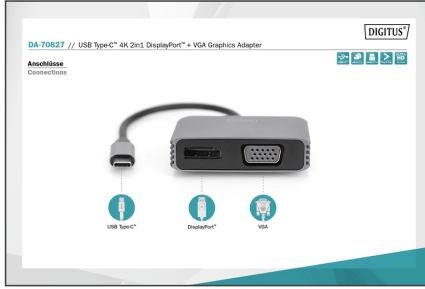 DIGITUS®
DA-70827 // USB Type-C™ 4K 2in1 DisplayPort™ + VGA Graphics Adapter
Anschlüsse
Connections
USB Type-C™
DisplayPort™
VGA